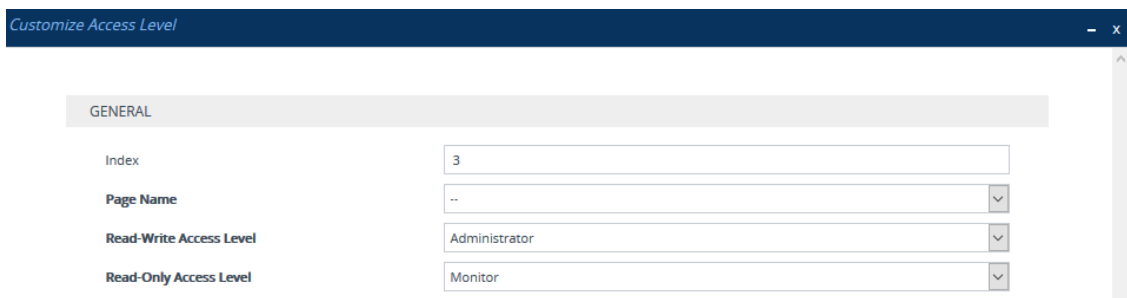 Customize Access Level
– x
GENERAL
Index 3
Page Name --
Read-Write Access Level Administrator
Read-Only Access Level Monitor